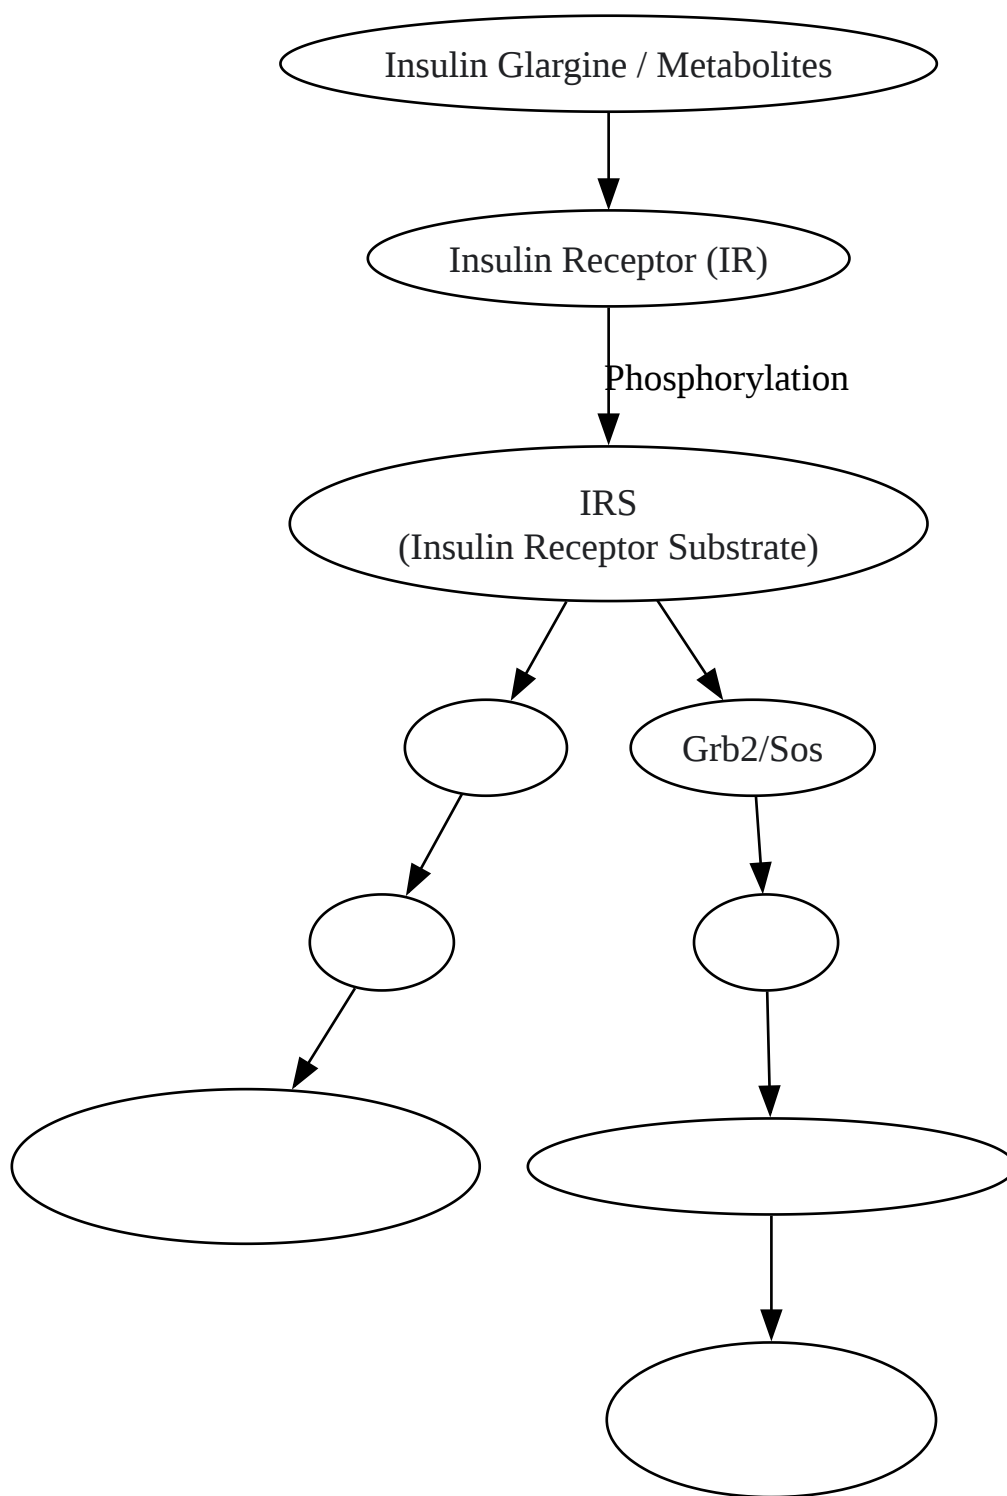 Insulin Glargine / Metabolites
Insulin Receptor (IR)
Phosphorylation
IRS
(Insulin Receptor Substrate)
Grb2/Sos